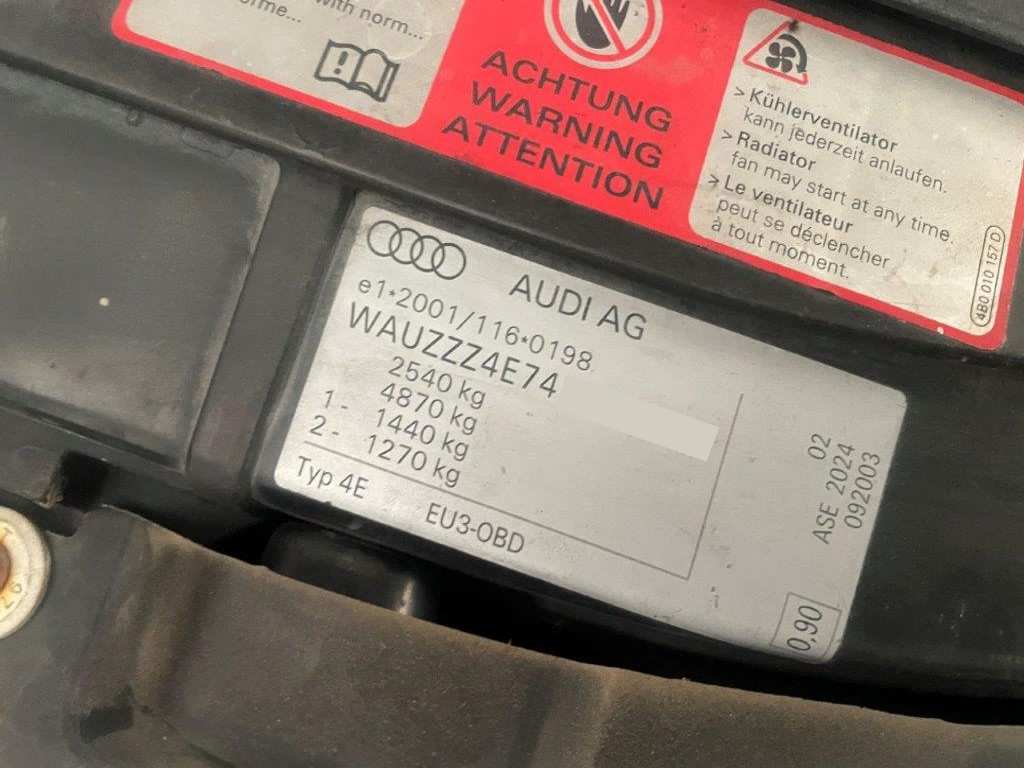 with norm...
orme...
ACHTUNG
WARNING
ATTENTION
> Kühlerventilator
kann jederzeit anlaufen.
> Radiator
fan may start at any time.
> Le ventilateur
peut se déclencher
à tout moment.
4B0 010 157 D
AUDI AG
e1*2001/116*0198
WAUZZZ4E74
2540 kg
4870 kg
1 - 1440 kg
2 - 1270 kg
Typ 4E
EU3-OBD
02
ASE 2024
092003
0,90